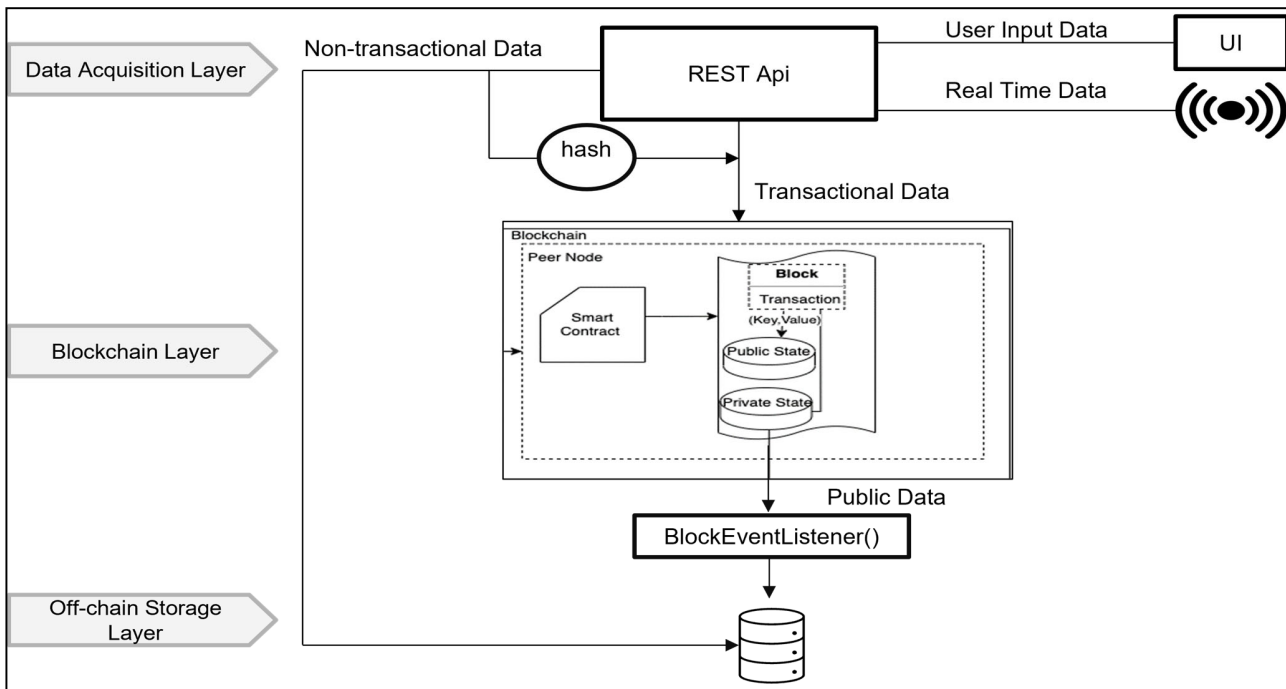 Non-transactional Data
User Input Data
UI
Data Acquisition Layer
REST Api
Real Time Data
hash
Transactional Data
Blockchain
Peer Node
Block
Transaction
(Key,Value)
Smart
Contract
Public State
Private State
Blockchain Layer
Public Data
BlockEventListener()
Off-chain Storage
Layer